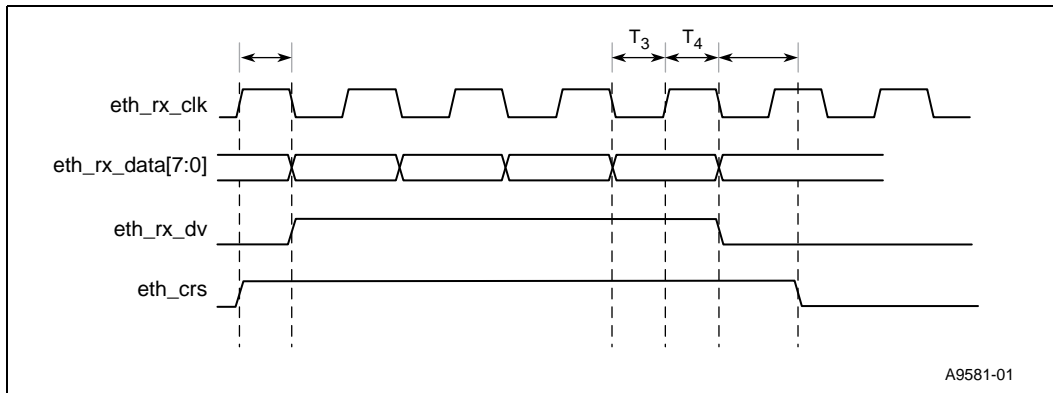 T3 T4
eth_rx_clk
eth_rx_data[7:0]
eth_rx_dv
eth_crs
A9581-01